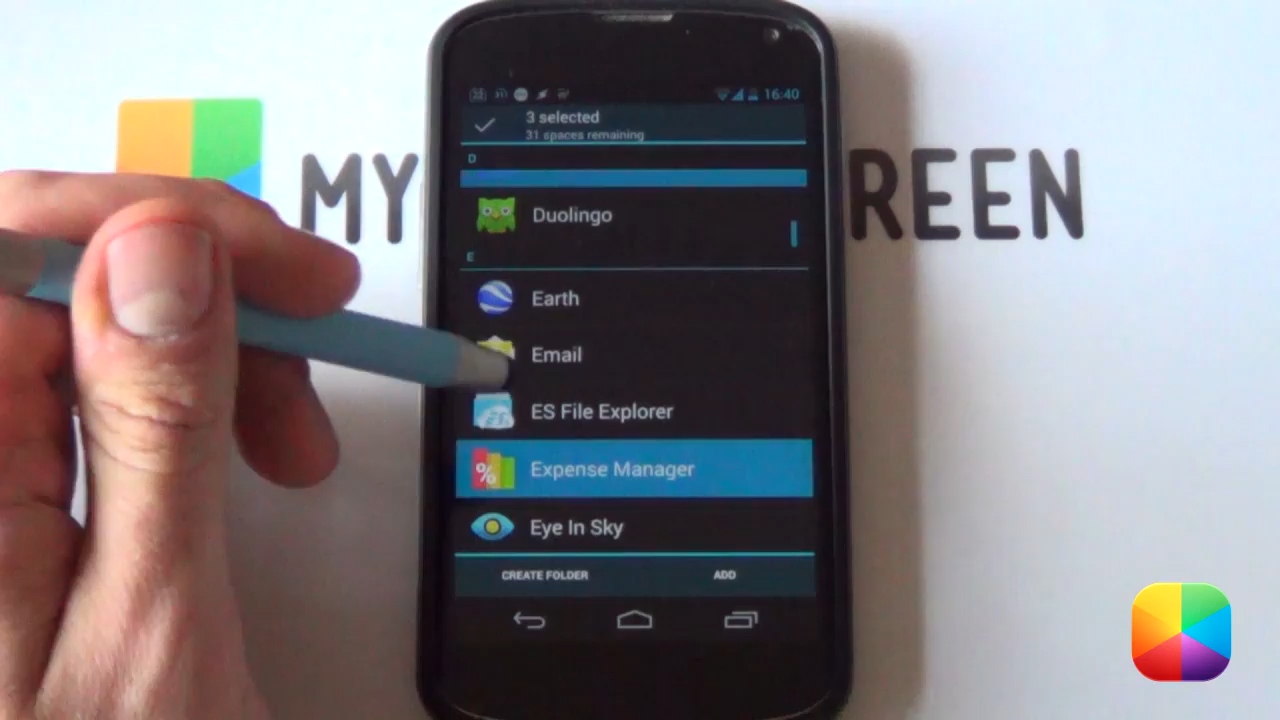 16:40
3 selected
31 spaces remaining
D
Duolingo
E
MY REEN
Earth
Email
ES File Explorer
% Expense Manager
Eye In Sky
CREATE FOLDER ADD